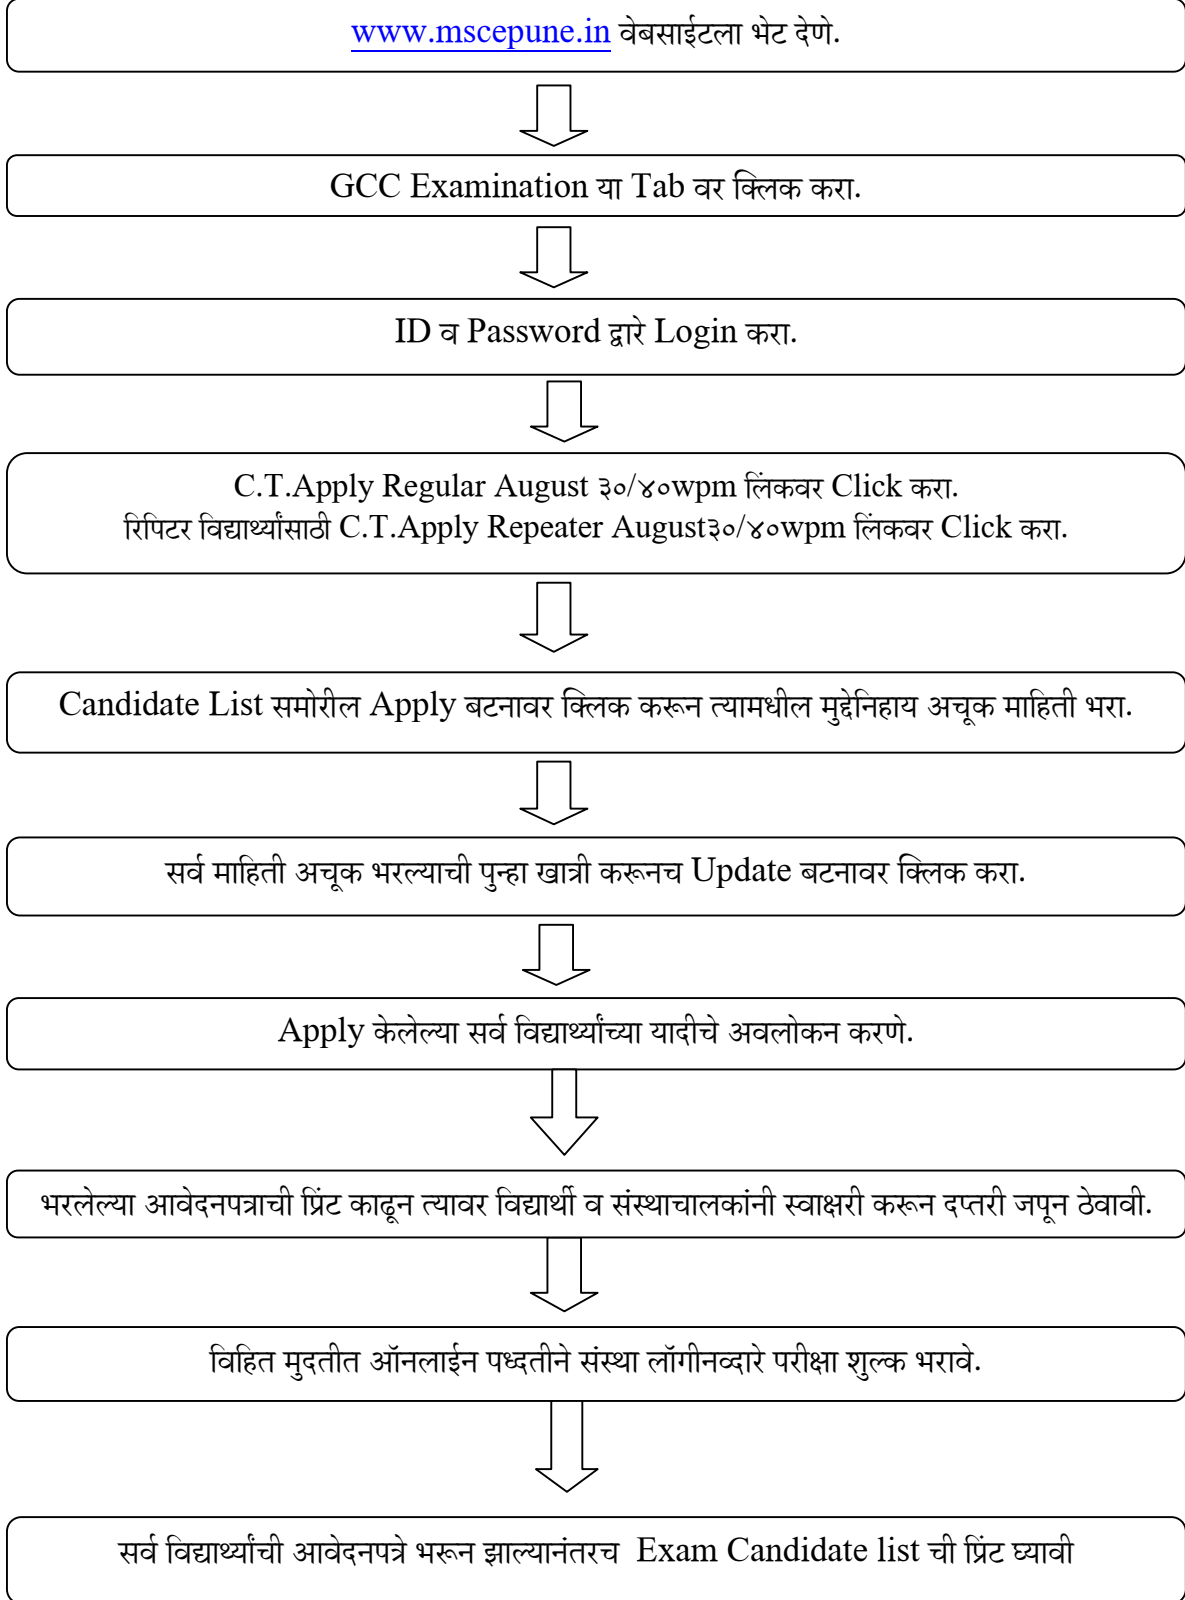 www.mscepune.in वेबसाईटला भेट देणे.
GCC Examination या Tab वर क्लिक करा.
ID व Password द्वारे Login करा.
C.T.Apply Regular August ३०/४०wpm लिंकवर Click करा.
रिपिटर विद्यार्थ्यांसाठी C.T.Apply Repeater August३०/४०wpm लिंकवर Click करा.
Candidate List समोरील Apply बटनावर क्लिक करून त्यामधील मुद्देनिहाय अचूक माहिती भरा.
सर्व माहिती अचूक भरल्याची पुन्हा खात्री करूनच Update बटनावर क्लिक करा.
Apply केलेल्या सर्व विद्यार्थ्यांच्या यादीचे अवलोकन करणे.
भरलेल्या आवेदनपत्राची प्रिंट काढून त्यावर विद्यार्थी व संस्थाचालकांनी स्वाक्षरी करून दप्तरी जपून ठेवावी.
विहित मुदतीत ऑनलाईन पध्दतीने संस्था लॉगीनव्दारे परीक्षा शुल्क भरावे.
सर्व विद्यार्थ्यांची आवेदनपत्रे भरून झाल्यानंतरच Exam Candidate list ची प्रिंट घ्यावी